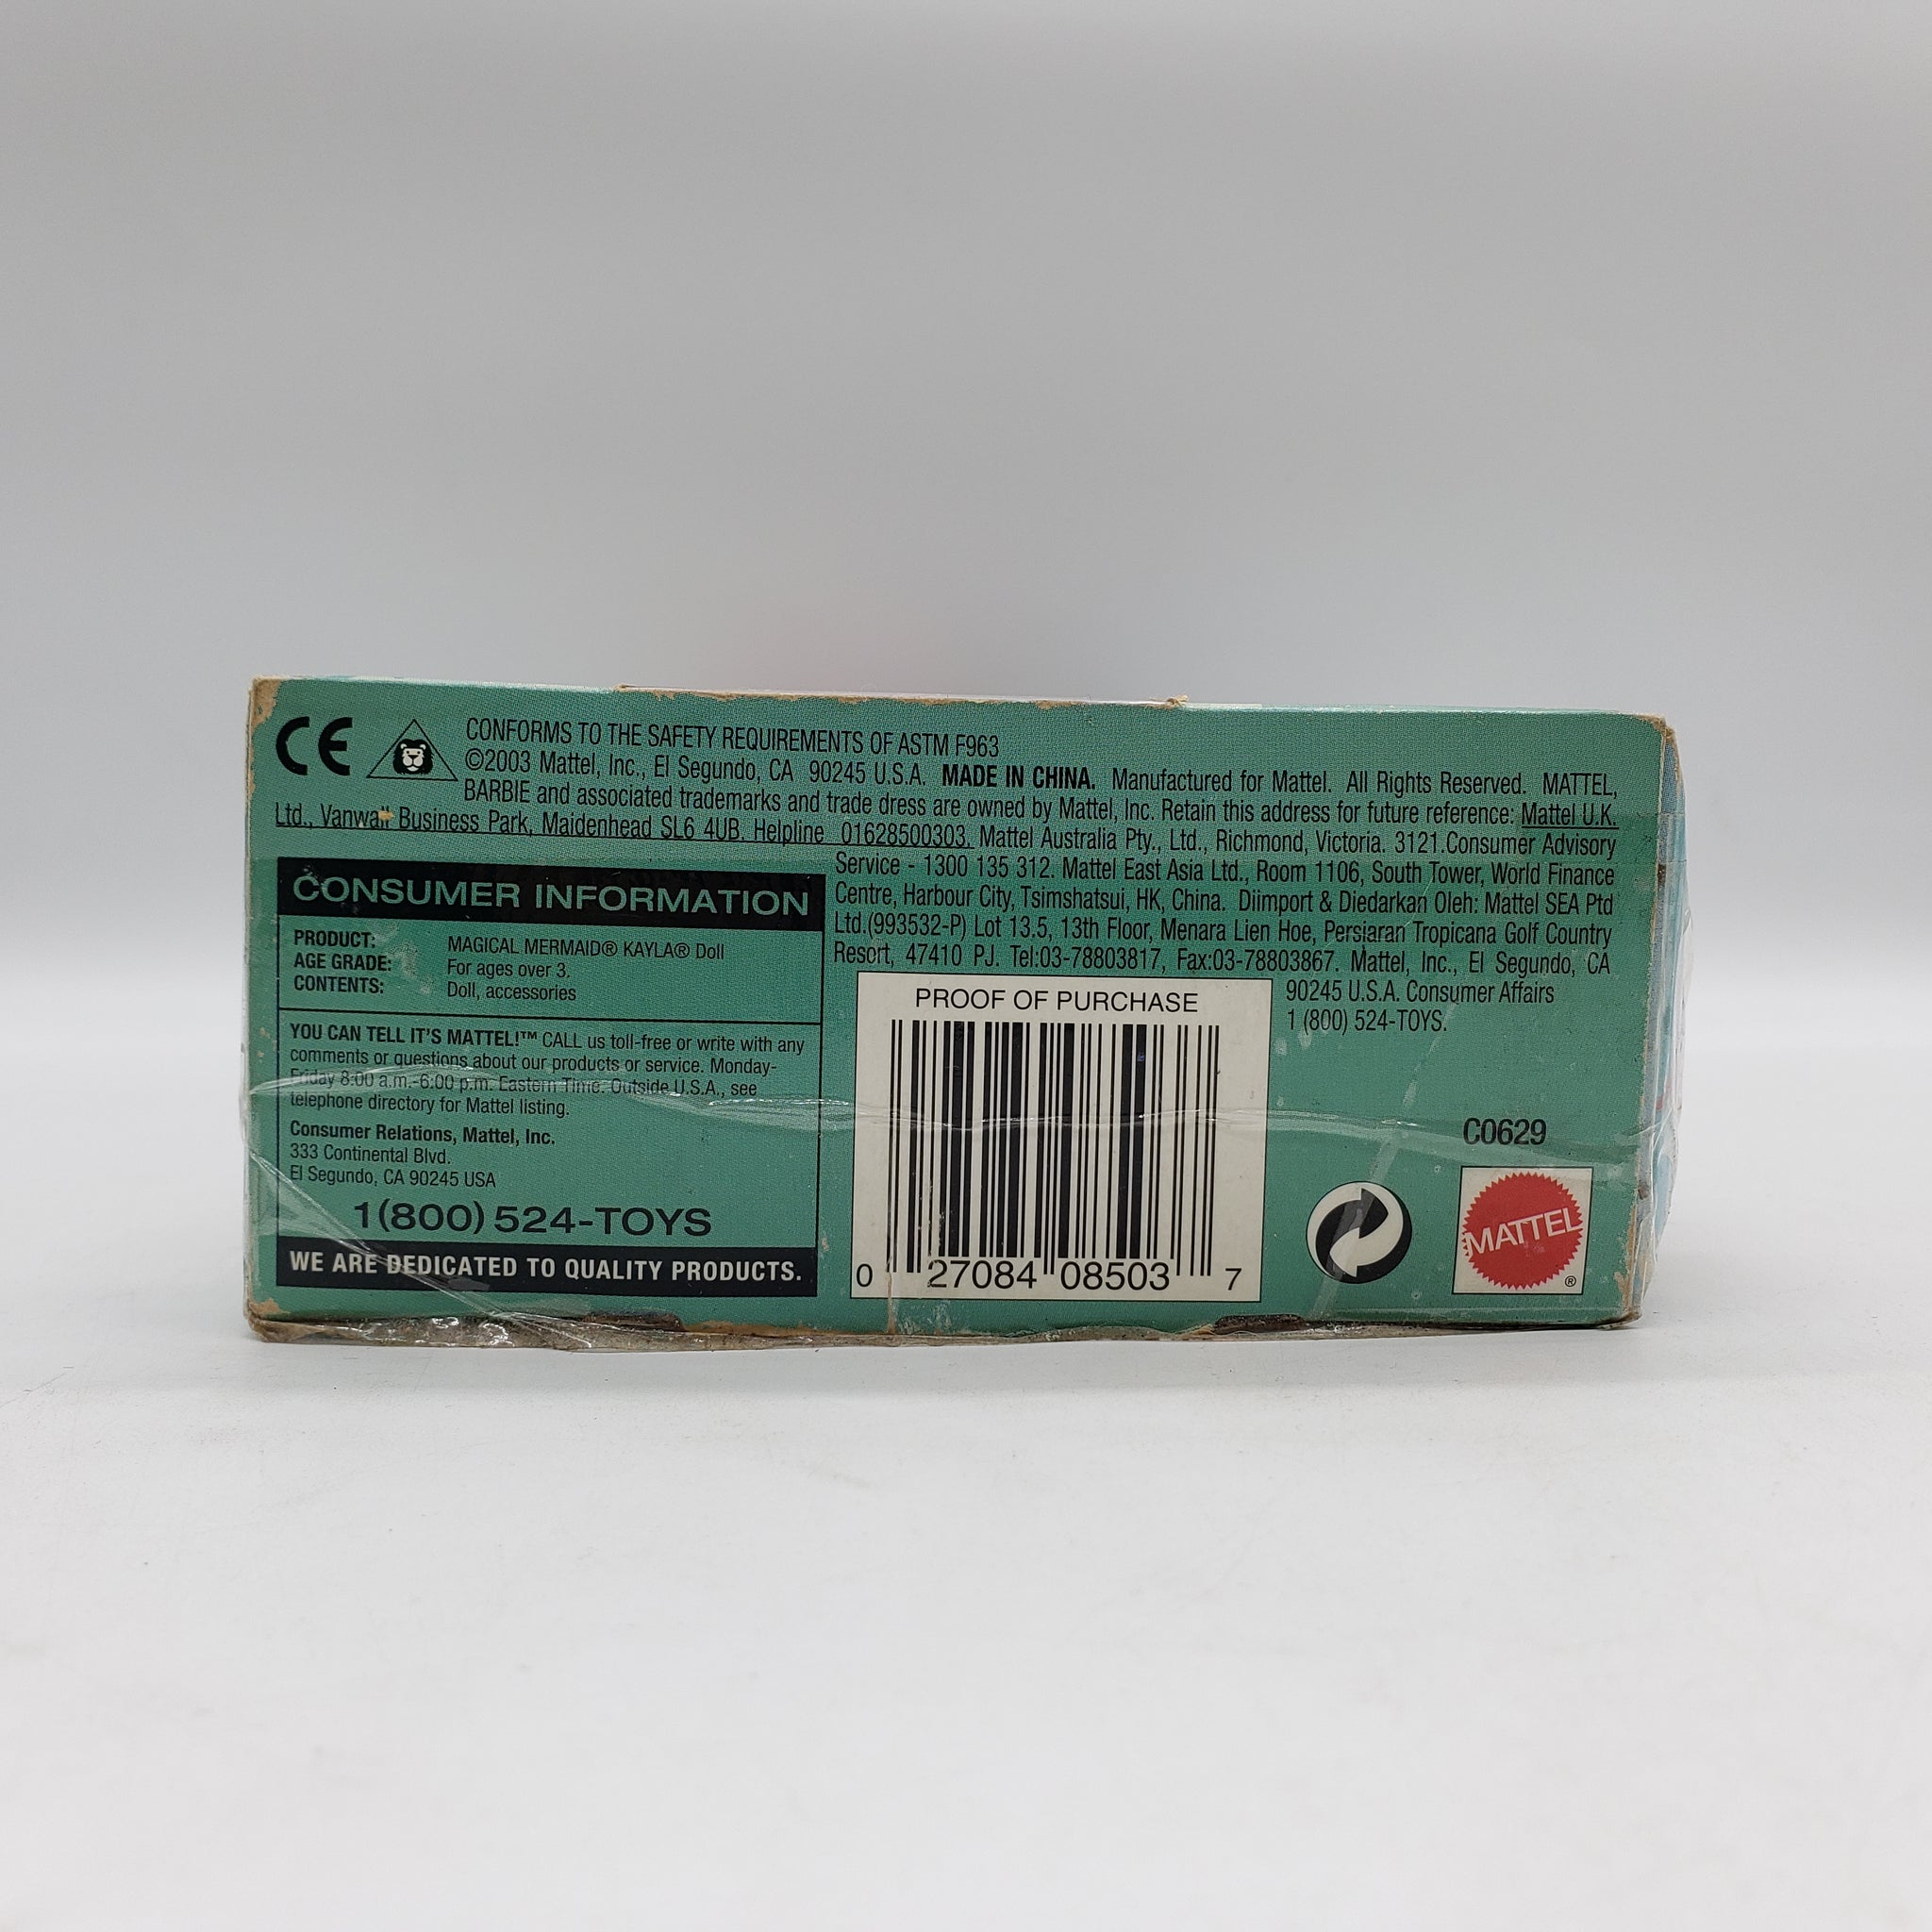 CE
CONFORMS TO THE SAFETY REQUIREMENTS OF ASTM F963
©2003 Mattel, Inc., El Segundo, CA 90245 U.S.A. MADE IN CHINA. Manufactured for Mattel. All Rights Reserved. MATTEL,
BARBIE and associated trademarks and trade dress are owned by Mattel, Inc. Retain this address for future reference: Mattel U.K.
Ltd., Vanwall Business Park, Maidenhead SL6 4UB. Helpline 01628500303. Mattel Australia Pty., Ltd., Richmond, Victoria. 3121.Consumer Advisory
Service - 1300 135 312. Mattel East Asia Ltd., Room 1106, South Tower, World Finance
Centre, Harbour City, Tsimshatsui, HK, China. Diimport & Diedarkan Oleh: Mattel SEA Ptd
Ltd.(993532-P) Lot 13.5, 13th Floor, Menara Lien Hoe, Persiaran Tropicana Golf Country
Resort, 47410 PJ. Tel:03-78803817, Fax:03-78803867. Mattel, Inc., El Segundo, CA
90245 U.S.A. Consumer Affairs
1 (800) 524-TOYS.
CONSUMER INFORMATION
PRODUCT: MAGICAL MERMAID® KAYLA® Doll
AGE GRADE: For ages over 3.
CONTENTS: Doll, accessories
YOU CAN TELL IT'S MATTEL!™ CALL us toll-free or write with any
comments or questions about our products or service. Monday-
Friday 8:00 a.m.-6:00 p.m. Eastern Time. Outside U.S.A., see
telephone directory for Mattel listing.
Consumer Relations, Mattel, Inc.
333 Continental Blvd.
El Segundo, CA 90245 USA
1(800) 524-TOYS
WE ARE DEDICATED TO QUALITY PRODUCTS.
PROOF OF PURCHASE
0 27084 08503 7
C0629
MATTEL
®